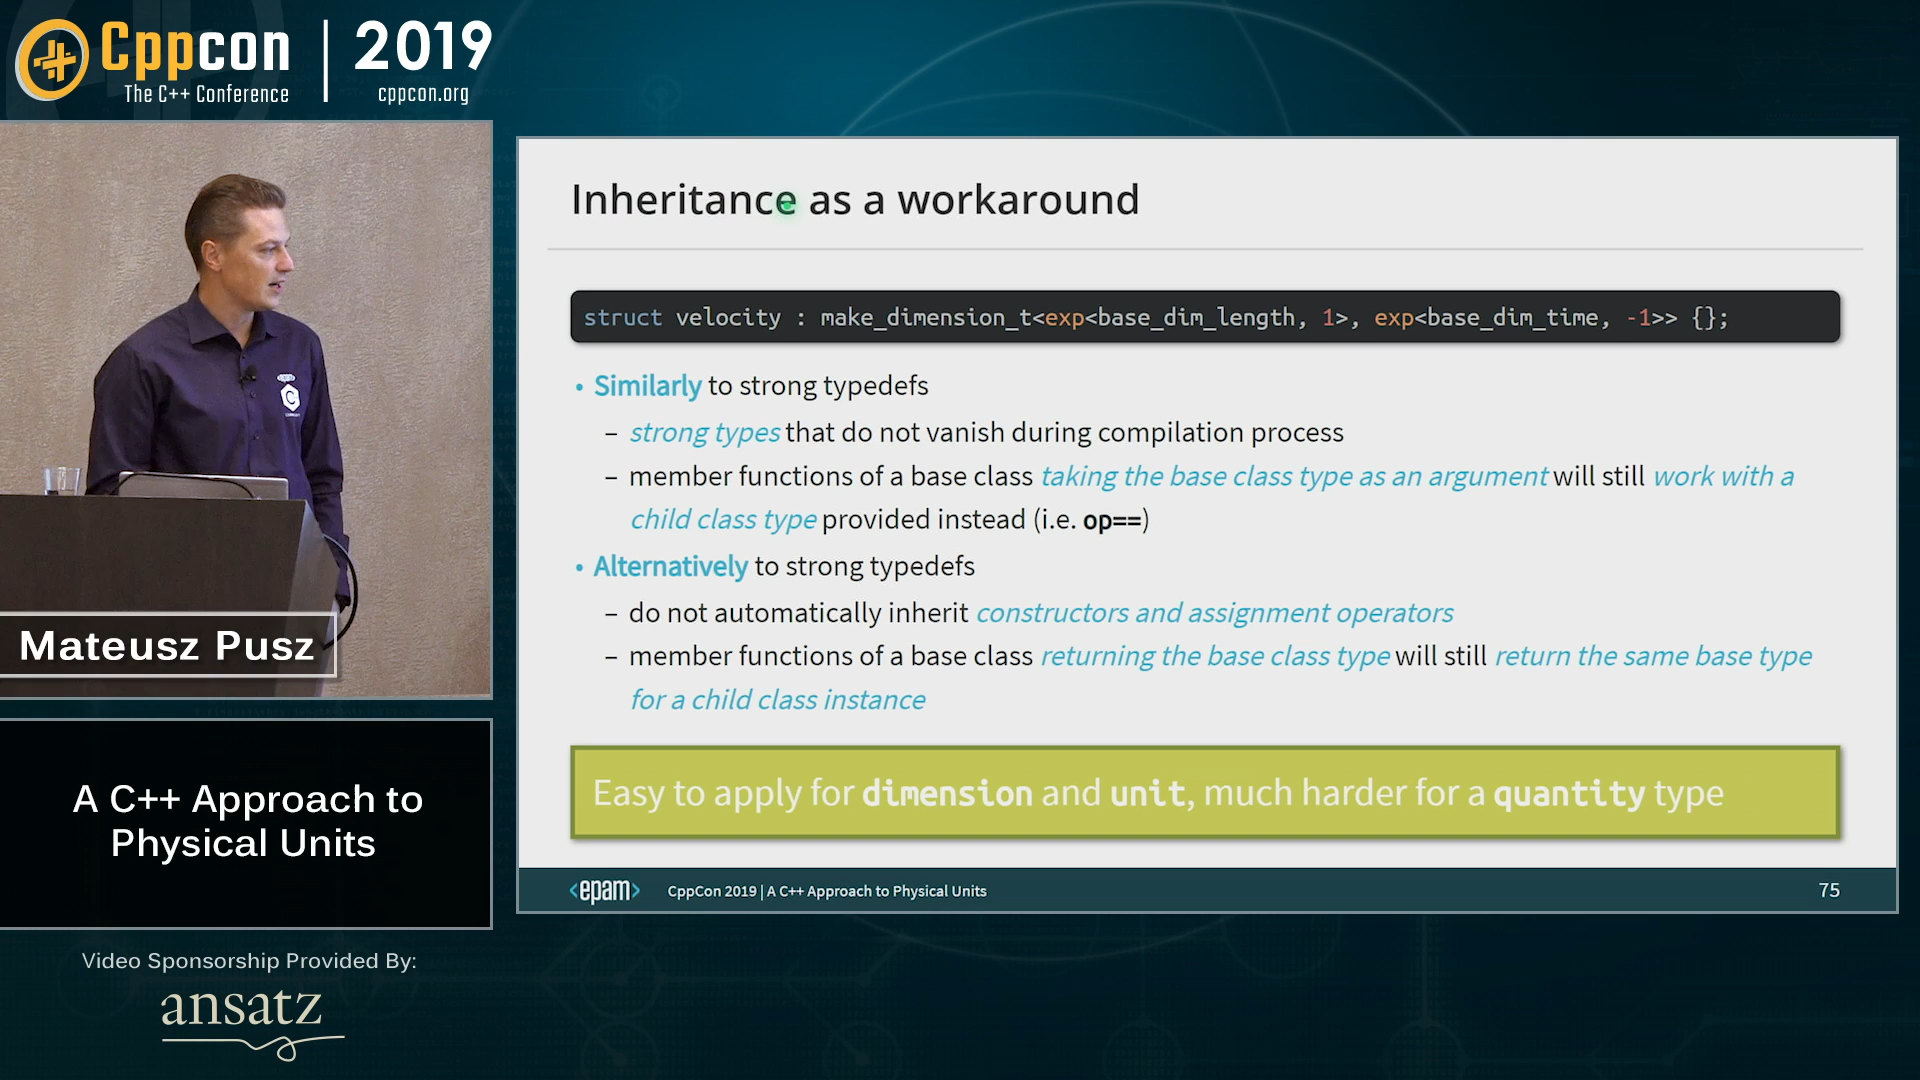 Cppcon
The C++ Conference
2019
cppcon.org
Inheritance as a workaround
struct velocity : make_dimension_t<exp<base_dim_length, 1>, exp<base_dim_time, -1>> {};
• Similarly to strong typedefs
– strong types that do not vanish during compilation process
– member functions of a base class taking the base class type as an argument will still work with a
child class type provided instead (i.e. op==)
• Alternatively to strong typedefs
– do not automatically inherit constructors and assignment operators
– member functions of a base class returning the base class type will still return the same base type
for a child class instance
Easy to apply for dimension and unit, much harder for a quantity type
<epam>
CppCon 2019 | A C++ Approach to Physical Units
75
Mateusz Pusz
A C++ Approach to
Physical Units
Video Sponsorship Provided By:
ansatz